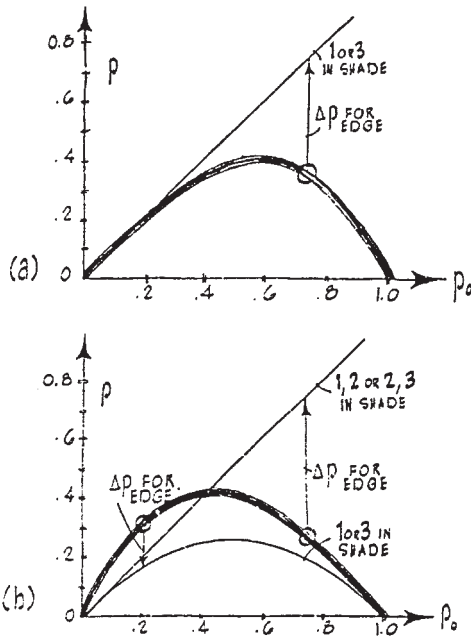 0.8
p
1 or 3
IN SHADE
.6
Δp FOR
EDGE
.4
.2
(a)
0
.2
.4
.6
.8
1.0
p₀
0.8
p
1, 2 or 2, 3
IN SHADE
.6
Δp FOR
EDGE
Δp FOR
EDGE
.4
1 or 3 IN
SHADE
.2
(b)
0
.2
.4
.6
.8
1.0
p₀